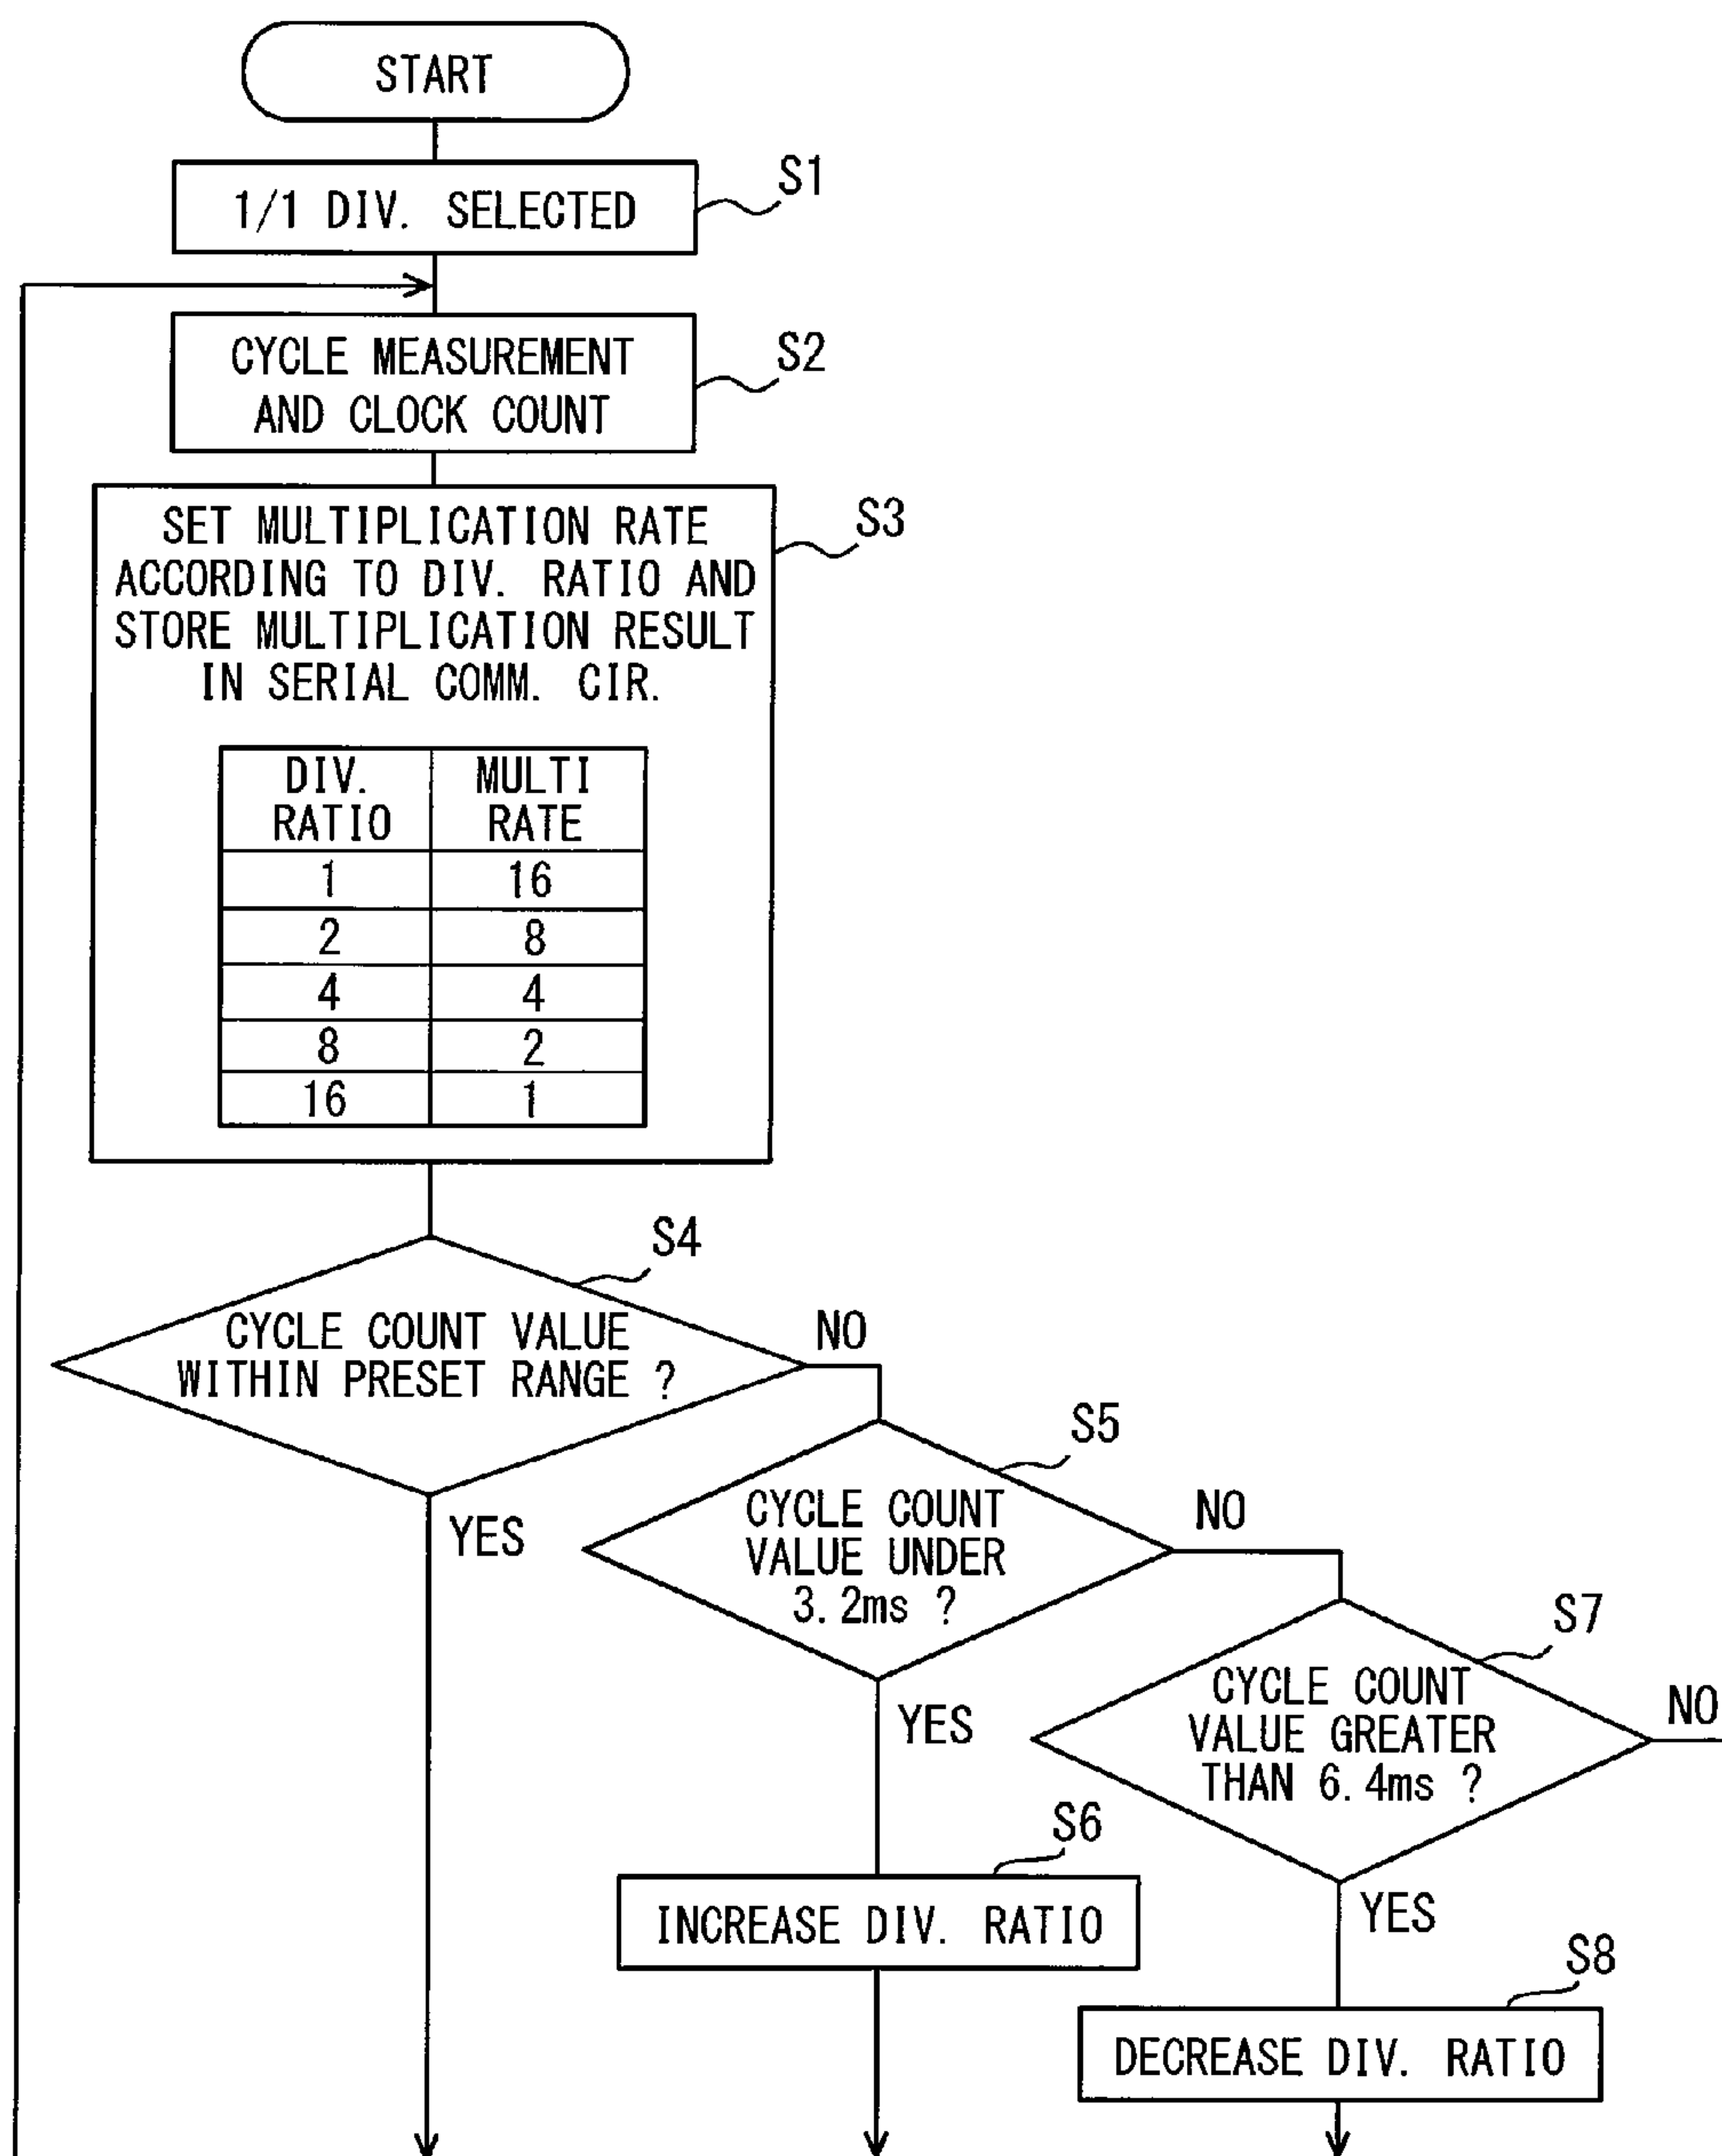 START
1/1 DIV. SELECTED
S1
CYCLE MEASUREMENT
AND CLOCK COUNT
S2
SET MULTIPLICATION RATE
ACCORDING TO DIV. RATIO AND
STORE MULTIPLICATION RESULT
IN SERIAL COMM. CIR.
S3
DIV. RATIO MULTI RATE
1 16
2 8
4 4
8 2
16 1
S4
CYCLE COUNT VALUE
WITHIN PRESET RANGE ?
NO
YES
S5
CYCLE COUNT
VALUE UNDER
3.2ms ?
NO
YES
S7
CYCLE COUNT
VALUE GREATER
THAN 6.4ms ?
NO
YES
S6
INCREASE DIV. RATIO
S8
DECREASE DIV. RATIO